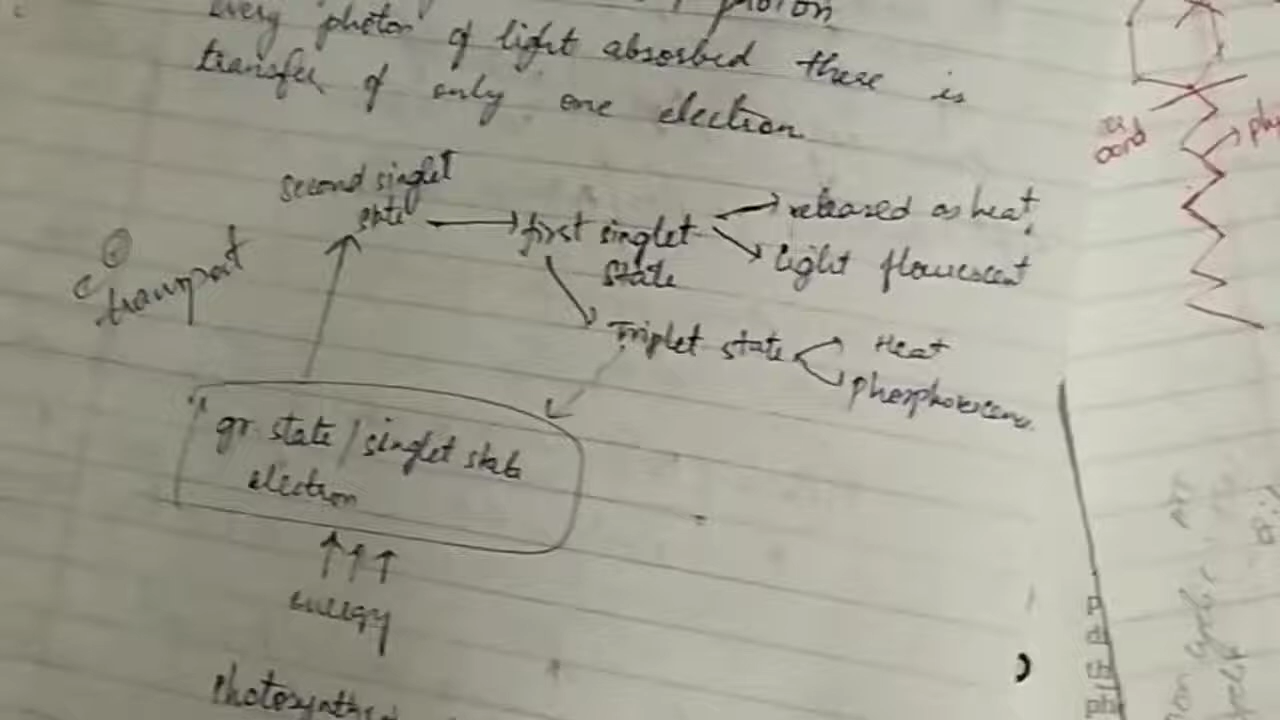 every photon of light absorbed there is
transfer of only one electron
second singlet
state
first singlet
state
released as heat
light flourescent
Triplet state
Heat
phosphorescence
transport
gr. state / singlet state
electron
energy